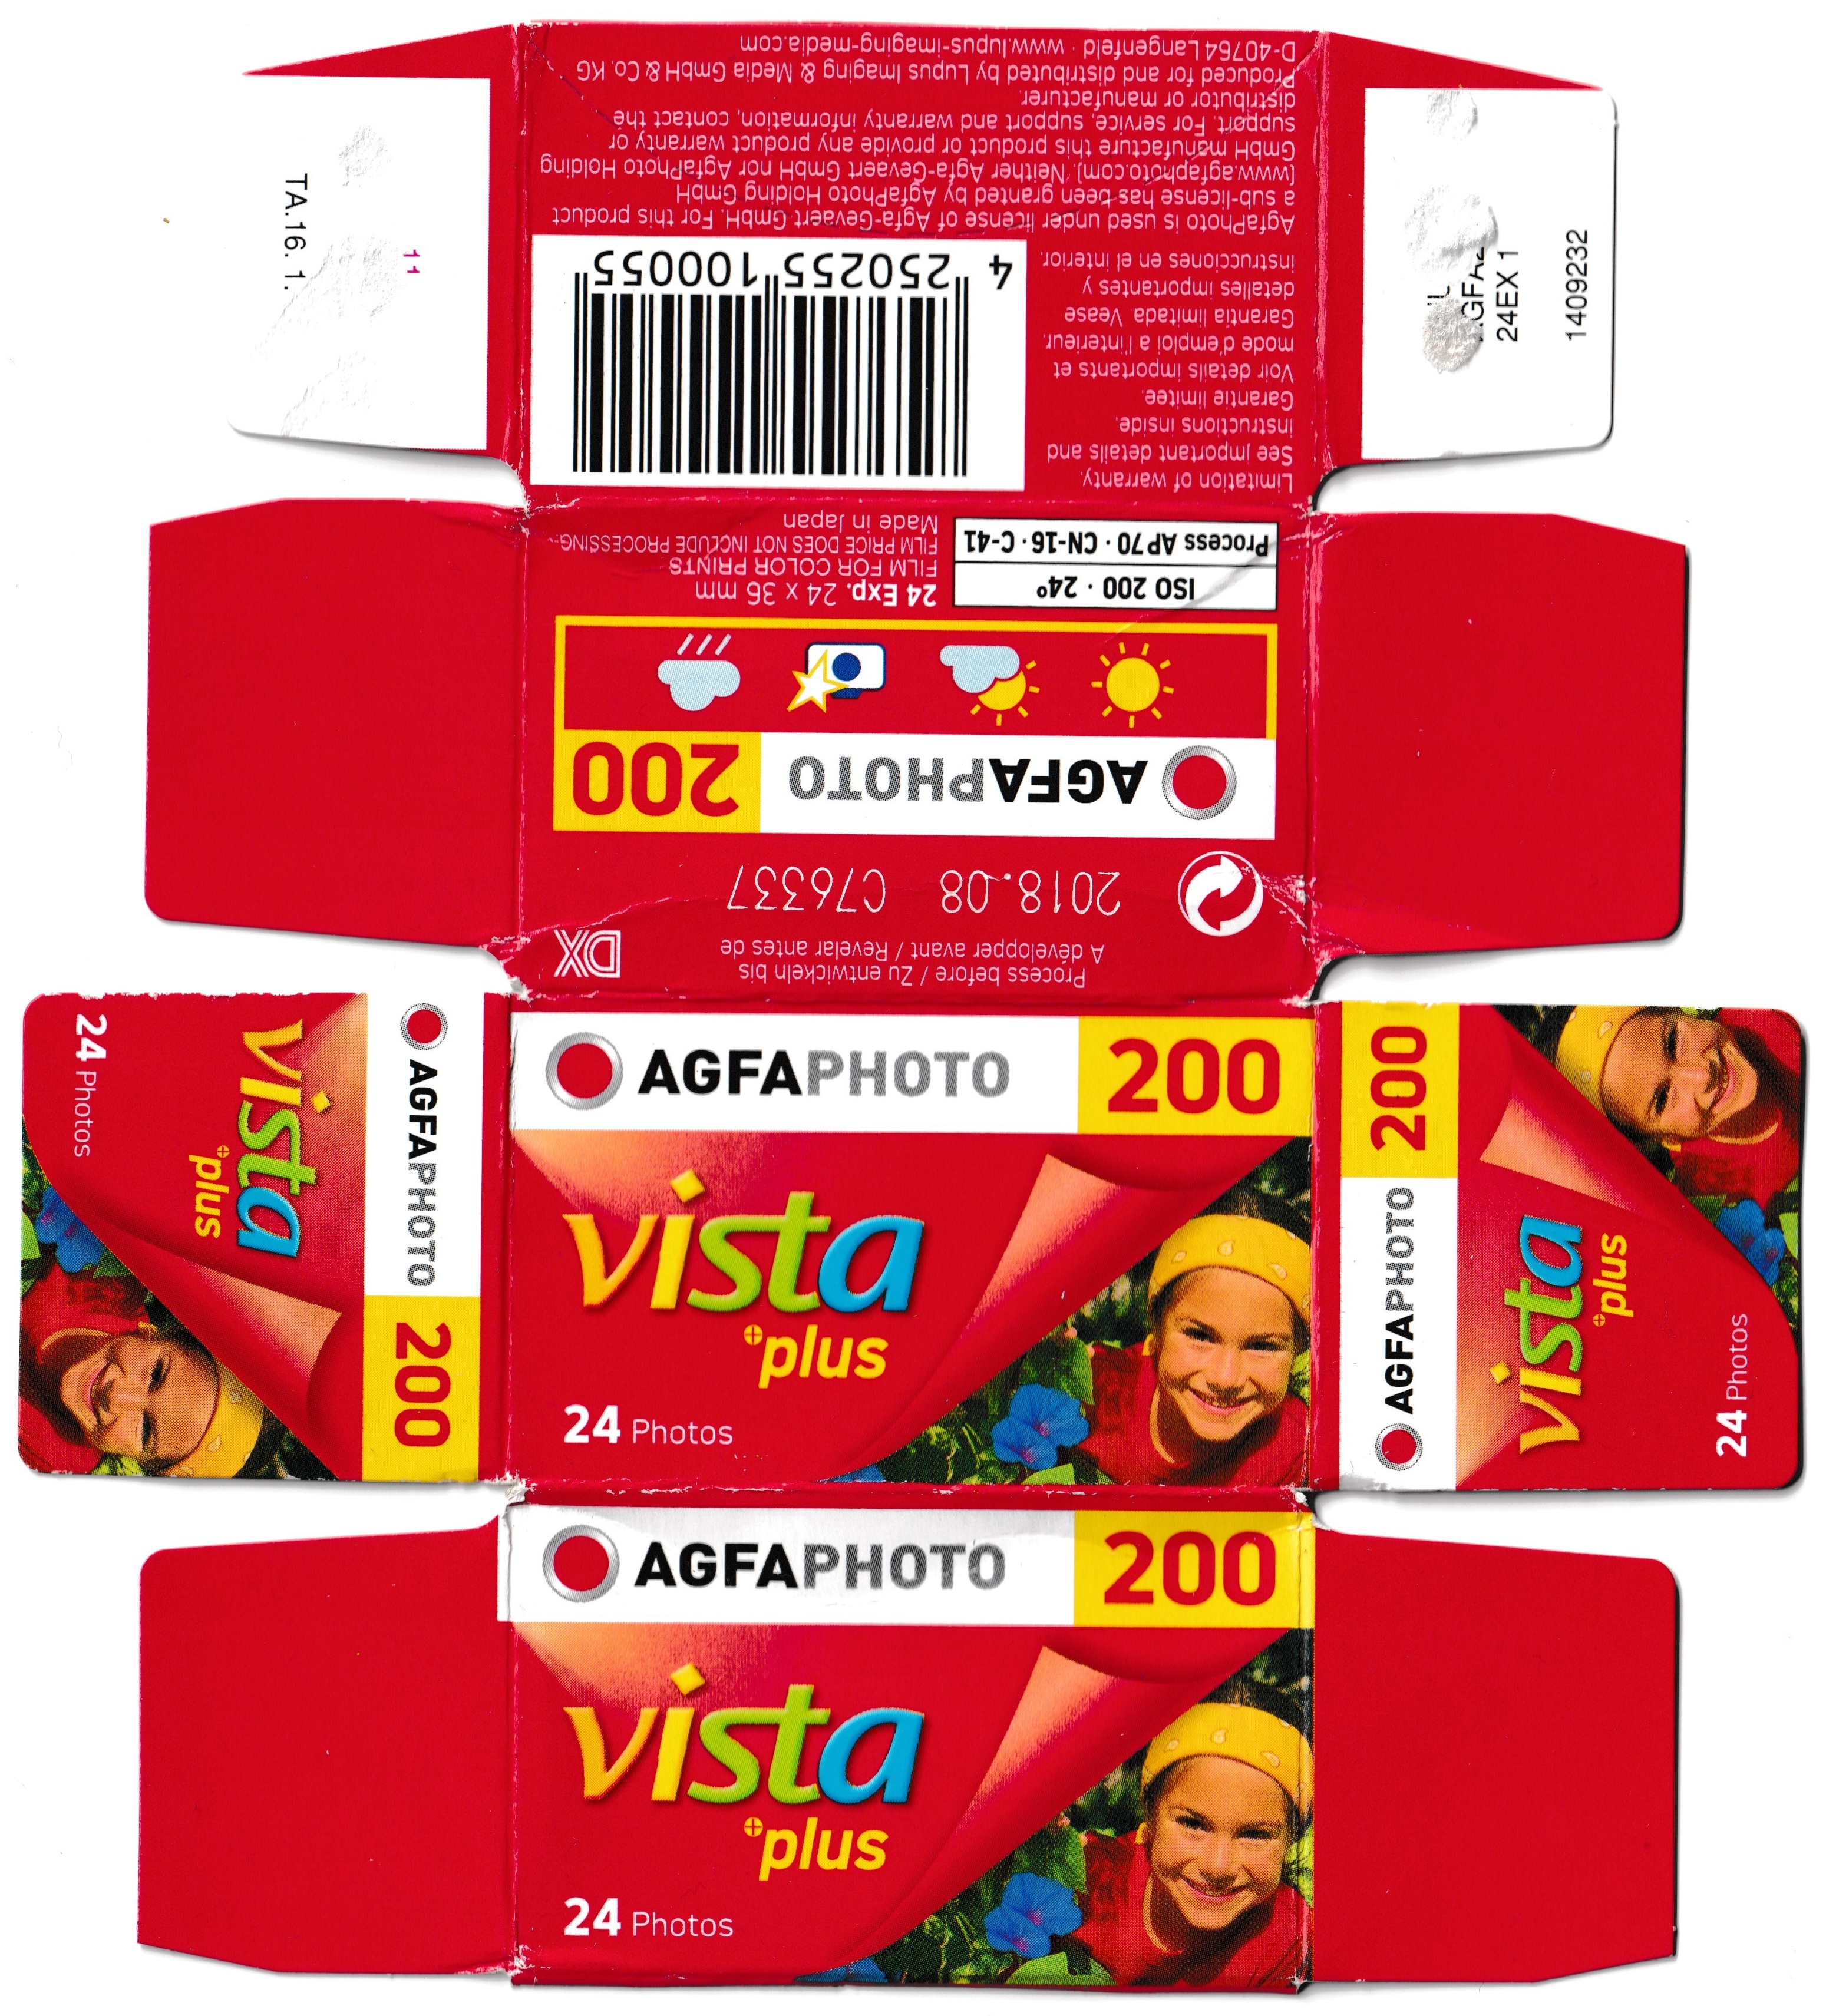 AgfaPhoto is used under license of Agfa-Gevaert GmbH. For this product
a sub-license has been granted by AgfaPhoto Holding GmbH
(www.agfaphoto.com). Neither Agfa-Gevaert GmbH nor AgfaPhoto Holding
GmbH manufacture this product or provide any product warranty or
support. For service, support and warranty information, contact the
distributor or manufacturer.
Produced for and distributed by Lupus Imaging & Media GmbH & Co. KG
D-40764 Langenfeld · www.lupus-imaging-media.com
Limitation of warranty.
See important details and
instructions inside.
Garantie limitee.
Voir details importants et
mode d'emploi a l'interieur.
Garantia limitada Vease
detalles importantes y
instrucciones en el interior.
4 250255 100055
TA.16. 1.
11
24EX 1
1409232
Process before / Zu entwickeln bis
A développer avant / Revelar antes de
DX
2018.08 C76337
AGFAPHOTO 200
ISO 200 · 24°
Process AP70 · CN-16 · C-41
24 Exp. 24 x 36 mm
FILM FOR COLOR PRINTS
FILM PRICE DOES NOT INCLUDE PROCESSING
Made in Japan
AGFAPHOTO 200
vista
plus
24 Photos
AGFAPHOTO 200
vista
plus
24 Photos
AGFAPHOTO 200
vista
plus
24 Photos
AGFAPHOTO 200
vista
plus
24 Photos